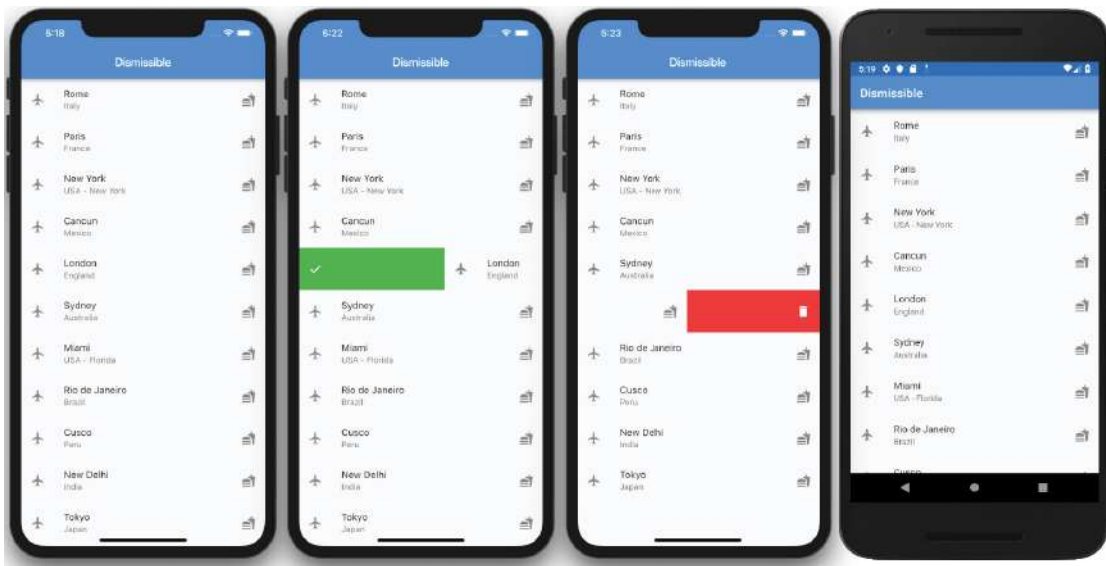 5:18
Dismissible
Rome
Italy
Paris
France
New York
USA - New York
Cancun
Mexico
London
England
Sydney
Australia
Miami
USA - Florida
Rio de Janeiro
Brazil
Cusco
Peru
New Delhi
India
Tokyo
Japan
5:22
Dismissible
Rome
Italy
Paris
France
New York
USA - New York
Cancun
Mexico
London
England
Sydney
Australia
Miami
USA - Florida
Rio de Janeiro
Brazil
Cusco
Peru
New Delhi
India
Tokyo
Japan
5:23
Dismissible
Rome
Italy
Paris
France
New York
USA - New York
Cancun
Mexico
Sydney
Australia
Rio de Janeiro
Brazil
Cusco
Peru
New Delhi
India
Tokyo
Japan
5:19
Dismissible
Rome
Italy
Paris
France
New York
USA - New York
Cancun
Mexico
London
England
Sydney
Australia
Miami
USA - Florida
Rio de Janeiro
Brazil
Cusco